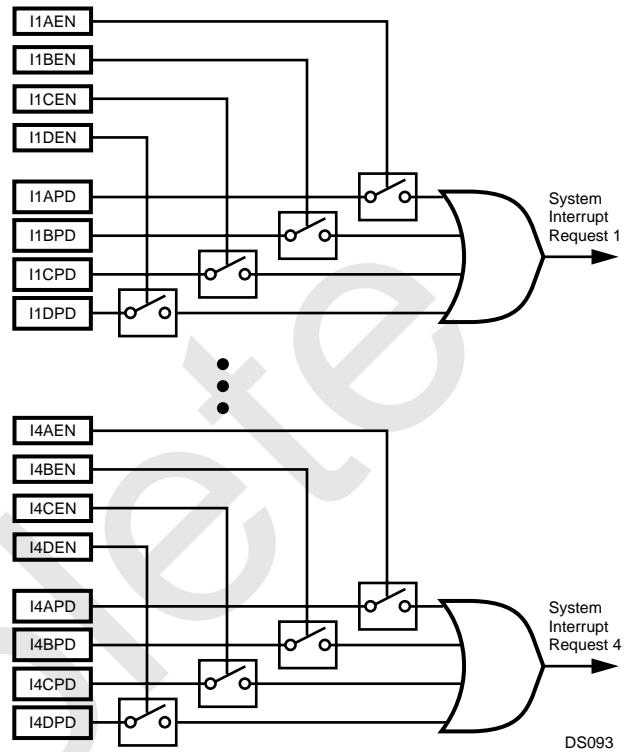 I1AEN
I1BEN
I1CEN
I1DEN
I1APD
I1BPD
I1CPD
I1DPD
System
Interrupt
Request 1
I4AEN
I4BEN
I4CEN
I4DEN
I4APD
I4BPD
I4CPD
I4DPD
System
Interrupt
Request 4
DS093
lete